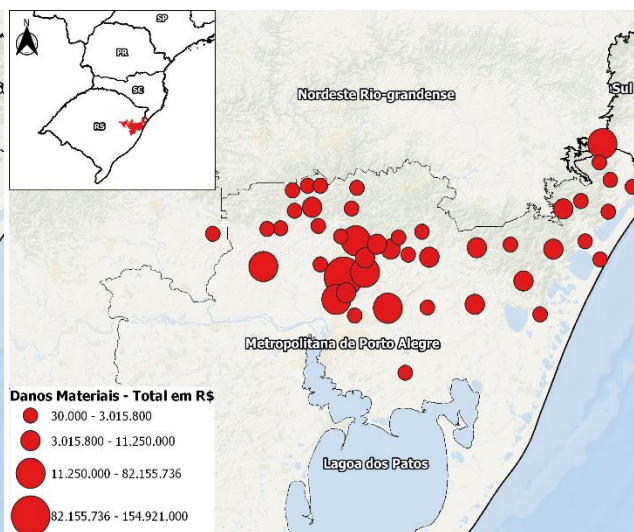 N
SP
PR
SC
RS
Nordeste Rio-grandense
Sul
Metropolitana de Porto Alegre
Lagoa dos Patos
Danos Materiais - Total em R$
30.000 - 3.015.800
3.015.800 - 11.250.000
11.250.000 - 82.155.736
82.155.736 - 154.921.000